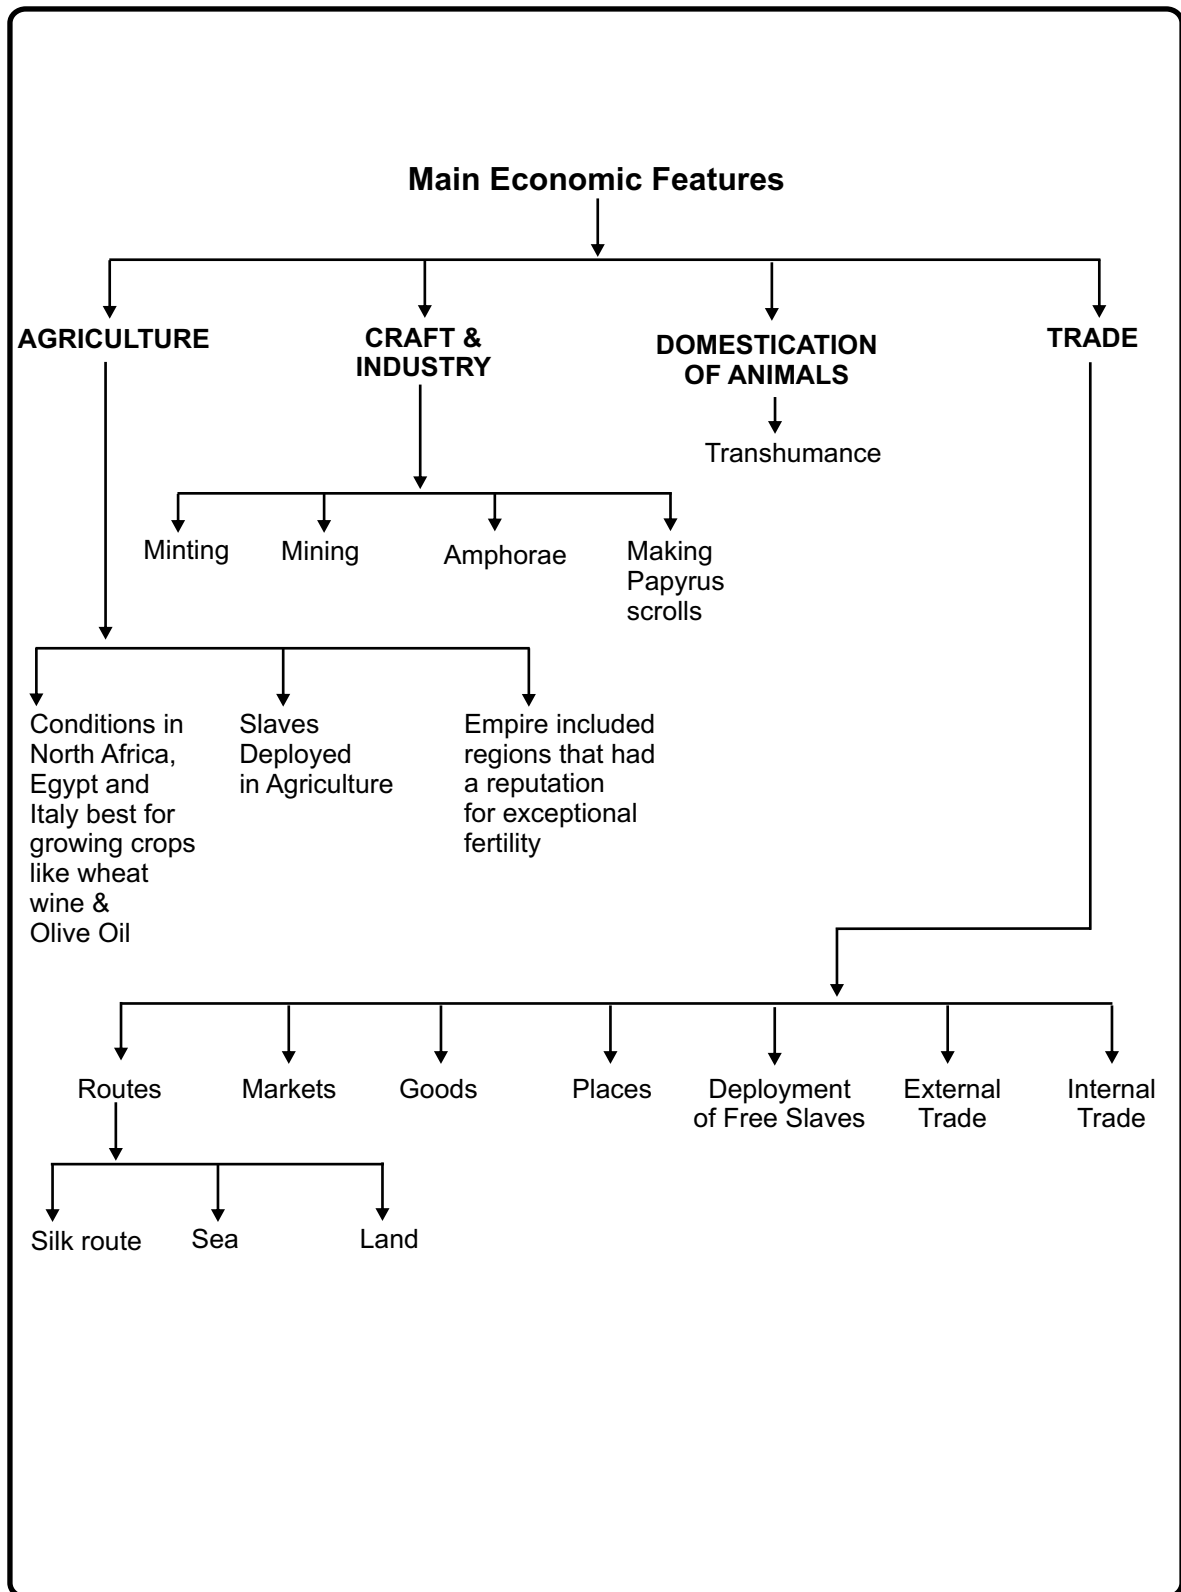 Main Economic Features
AGRICULTURE
CRAFT &
INDUSTRY
DOMESTICATION
OF ANIMALS
TRADE
Transhumance
Minting
Mining
Amphorae
Making
Papyrus
scrolls
Conditions in
North Africa,
Egypt and
Italy best for
growing crops
like wheat
wine &
Olive Oil
Slaves
Deployed
in Agriculture
Empire included
regions that had
a reputation
for exceptional
fertility
Routes
Markets
Goods
Places
Deployment
of Free Slaves
External
Trade
Internal
Trade
Silk route
Sea
Land